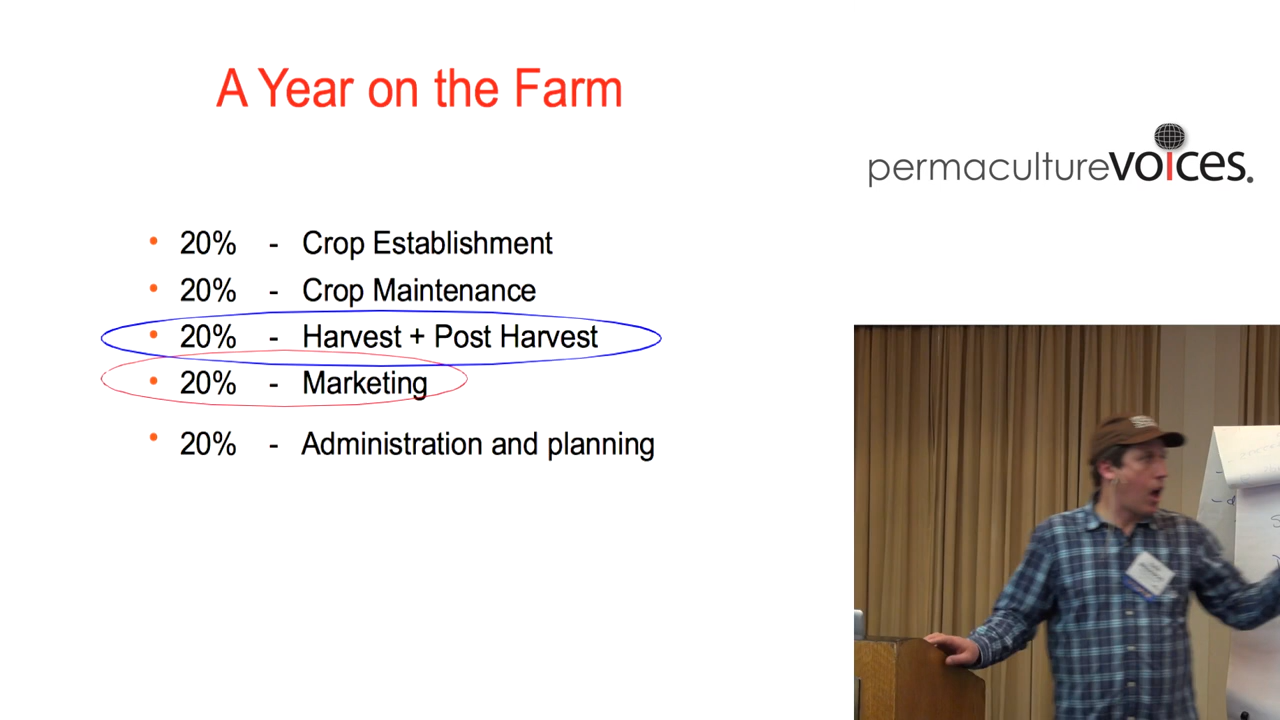 A Year on the Farm
permaculturevoices.
• 20% - Crop Establishment
• 20% - Crop Maintenance
• 20% - Harvest + Post Harvest
• 20% - Marketing
• 20% - Administration and planning